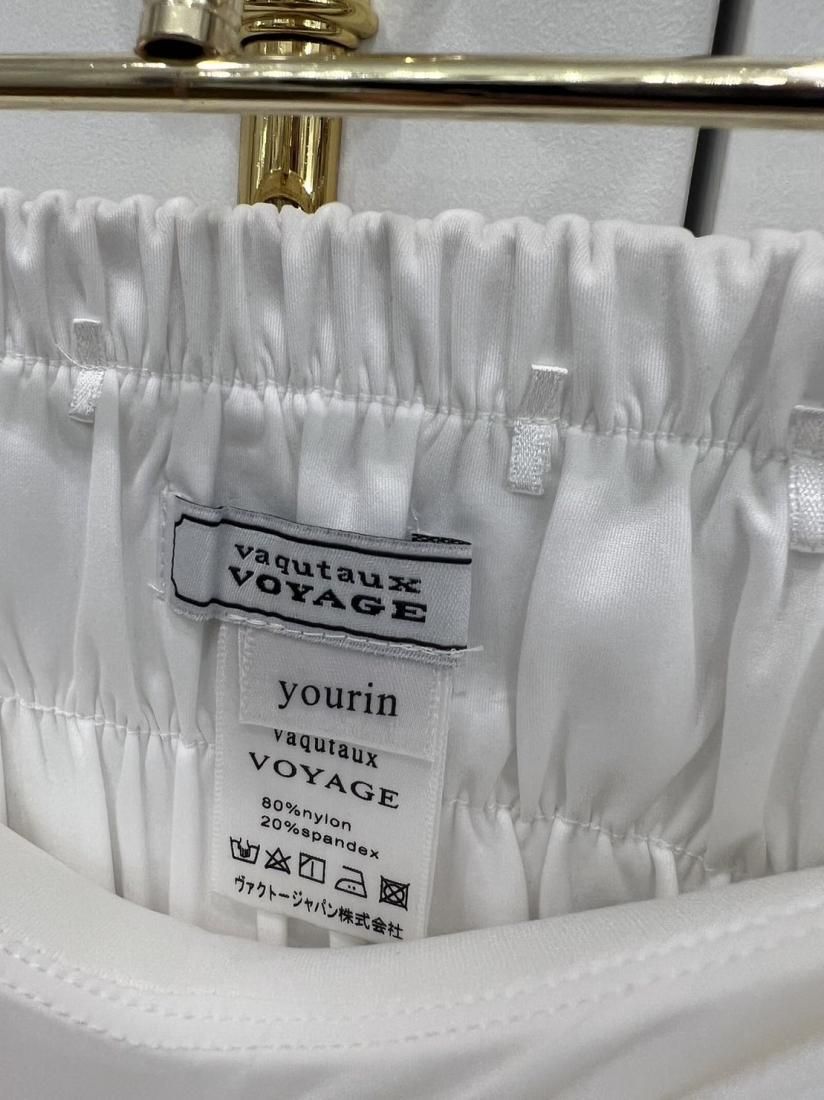 vaqutaux
VOYAGE
yourin
vaqutaux
VOYAGE
80%nylon
20%spandex
ヴァクトージャパン株式会社